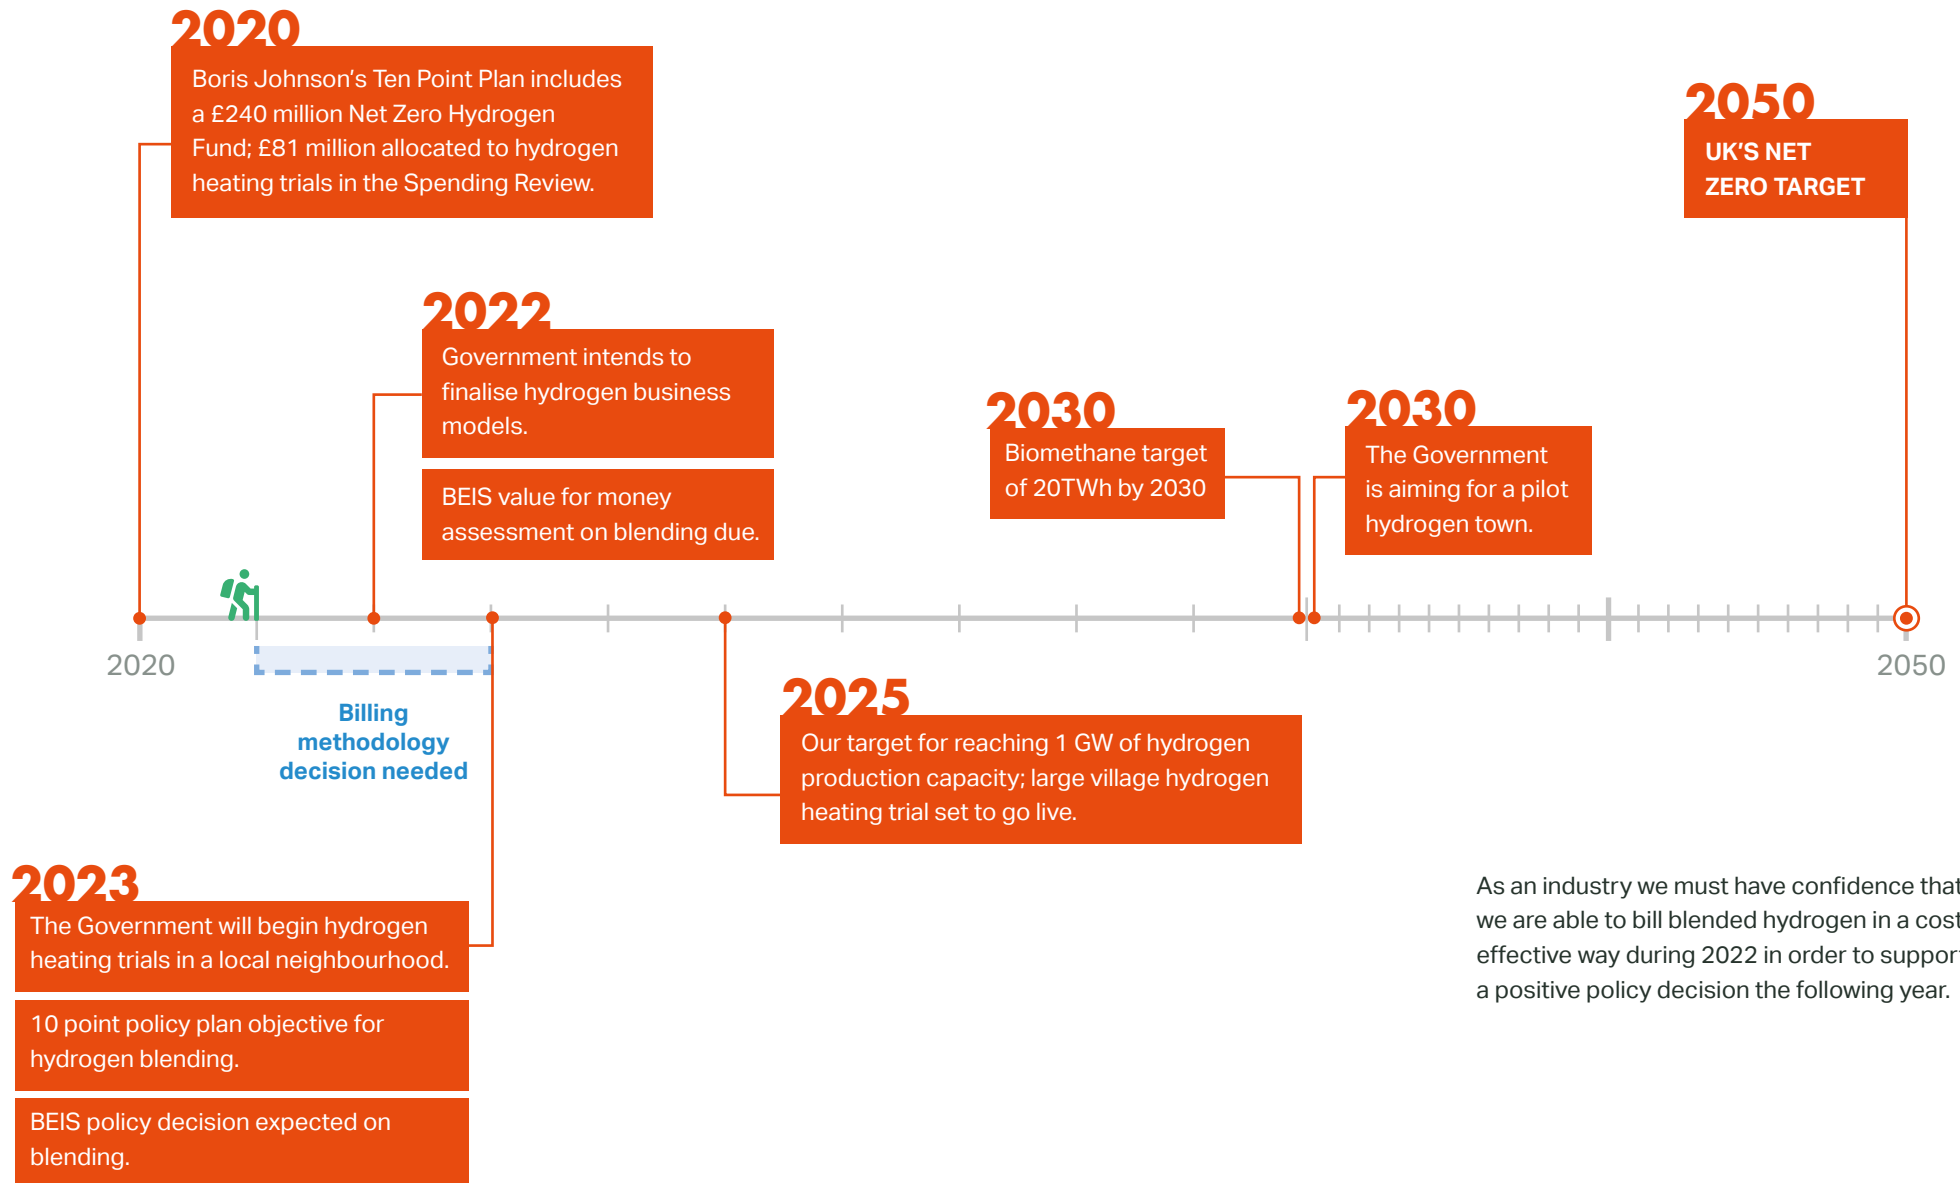 2020
Boris Johnson's Ten Point Plan includes
a £240 million Net Zero Hydrogen
Fund; £81 million allocated to hydrogen
heating trials in the Spending Review.
2050
UK'S NET
ZERO TARGET
2022
Government intends to
finalise hydrogen business
models.
BEIS value for money
assessment on blending due.
2030
Biomethane target
of 20TWh by 2030
2030
The Government
is aiming for a pilot
hydrogen town.
2020
2050
Billing
methodology
decision needed
2025
Our target for reaching 1 GW of hydrogen
production capacity; large village hydrogen
heating trial set to go live.
2023
The Government will begin hydrogen
heating trials in a local neighbourhood.
10 point policy plan objective for
hydrogen blending.
BEIS policy decision expected on
blending.
As an industry we must have confidence that
we are able to bill blended hydrogen in a cost
effective way during 2022 in order to support
a positive policy decision the following year.